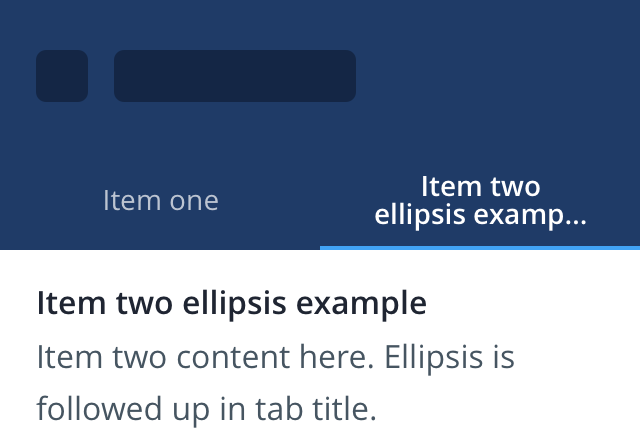 Item one
Item two
ellipsis examp...
Item two ellipsis example
Item two content here. Ellipsis is
followed up in tab title.